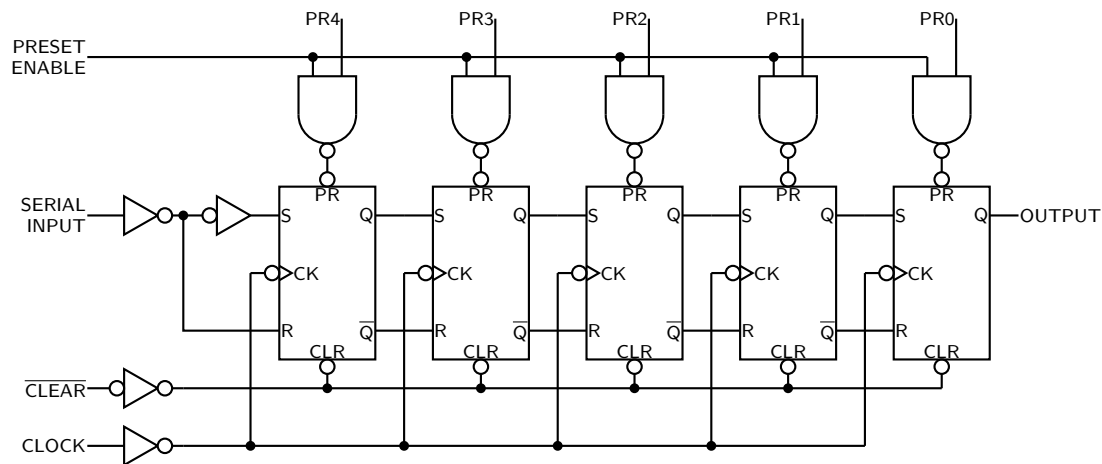 PR4 PR3 PR2 PR1 PR0
PRESET
ENABLE
PR PR PR PR PR
SERIAL
INPUT
S Q S Q S Q S Q S Q OUTPUT
CK CK CK CK CK
R Q̅ R Q̅ R Q̅ R Q̅ R
CLR CLR CLR CLR CLR
C̅L̅E̅A̅R̅
CLOCK